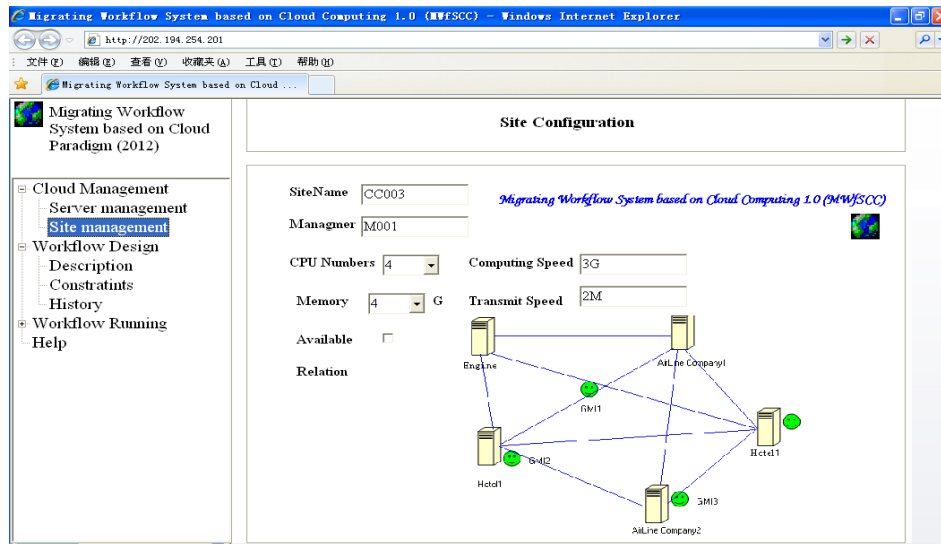 Migrating Workflow System based on Cloud Computing 1.0 (MWfSCC) - Windows Internet Explorer
http://202.194.254.201
文件(F) 编辑(E) 查看(V) 收藏夹(A) 工具(T) 帮助(H)
Migrating Workflow System based on Cloud ...
Migrating Workflow
System based on Cloud
Paradigm (2012)
Cloud Management
Server management
Site management
Workflow Design
Description
Constratints
History
Workflow Running
Help
Site Configuration
SiteName CC003
Migrating Workflow System based on Cloud Computing 1.0 (MWfSCC)
Managmer M001
CPU Numbers 4 Computing Speed 3G
Memory 4 G Transmit Speed 2M
Available
Relation
Engine
AirLine Company1
GMI1
Hotel1
GMI2
Hotel1
GMI3
AirLine Company2